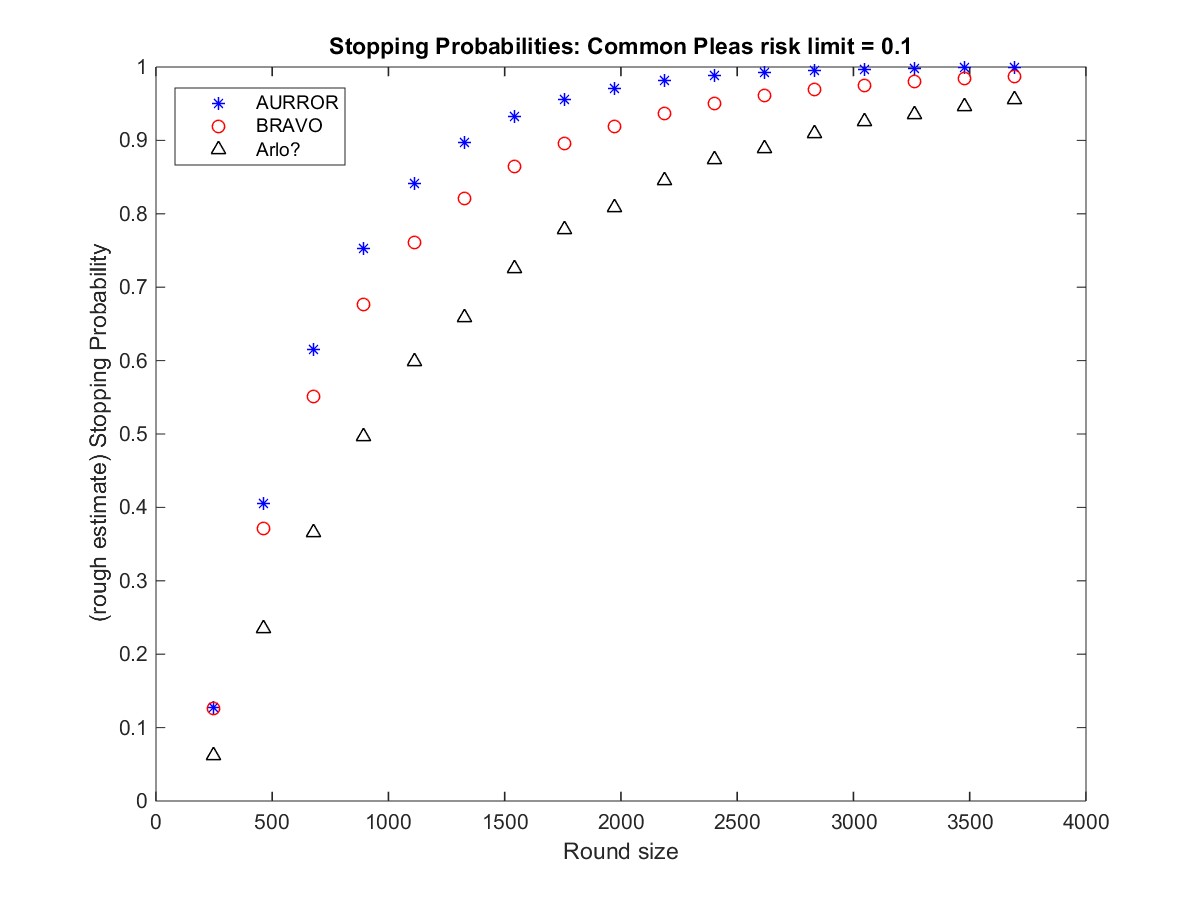 Stopping Probabilities: Common Pleas risk limit = 0.1
AURROR
BRAVO
Arlo?
(rough estimate) Stopping Probability
1
0.9
0.8
0.7
0.6
0.5
0.4
0.3
0.2
0.1
0
0 500 1000 1500 2000 2500 3000 3500 4000
Round size